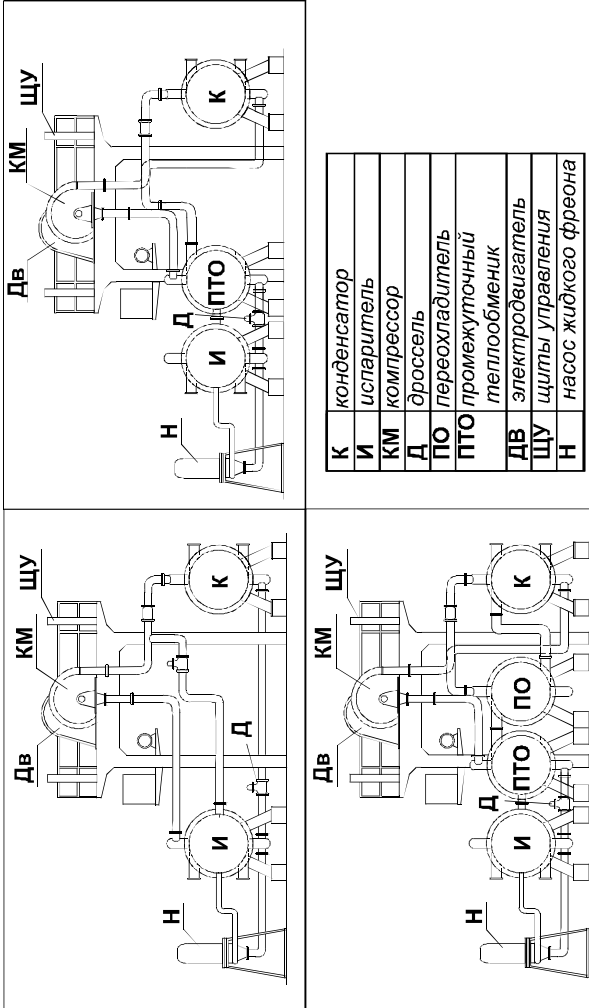 ЩУ
КМ
Дв
К
ПТО
Д
И
Н
К конденсатор
И испаритель
КМ компрессор
Д дроссель
ПО переохладитель
ПТО промежуточный
теплообменик
ДВ электродвигатель
ЩУ щиты управления
Н насос жидкого фреона
ЩУ
КМ
Дв
К
Д
И
Н
ЩУ
КМ
Дв
К
ПО
ПТО
Д
И
Н